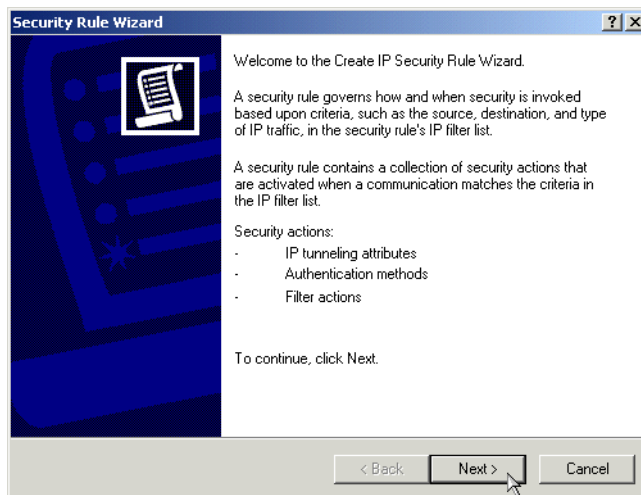 Security Rule Wizard
Welcome to the Create IP Security Rule Wizard.
A security rule governs how and when security is invoked
based upon criteria, such as the source, destination, and type
of IP traffic, in the security rule's IP filter list.
A security rule contains a collection of security actions that
are activated when a communication matches the criteria in
the IP filter list.
Security actions:
- IP tunneling attributes
- Authentication methods
- Filter actions
To continue, click Next.
< Back Next > Cancel